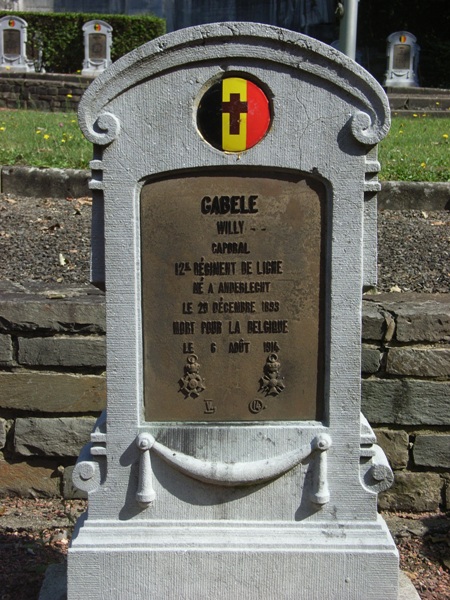 GABELE
WILLY
CAPORAL
12e RÉGIMENT DE LIGNE
NÉ A ANDERLECHT
LE 29 DÉCEMBRE 1893
MORT POUR LA BELGIQUE
LE 6 AOÛT 1914